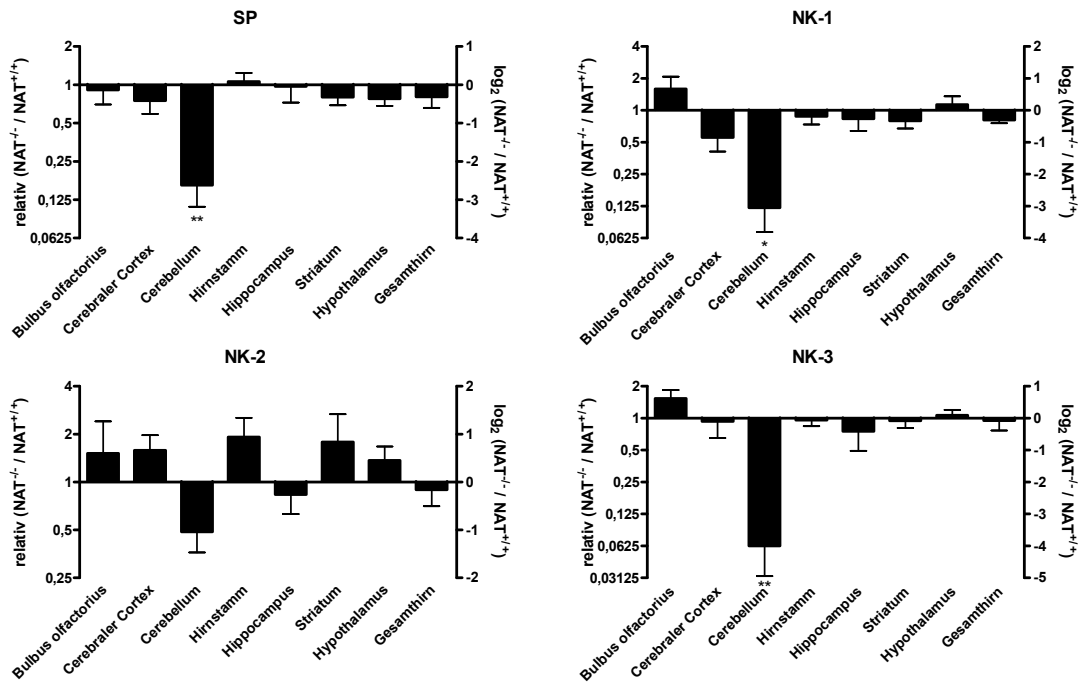 SP
relativ (NAT-/- / NAT+/+)
2
1
0,5
0,25
0,125
0,0625
1
0
-1
-2
-3
-4
log2 (NAT-/- / NAT+/+)
**
Bulbus olfactorius
Cerebraler Cortex
Cerebellum
Hirnstamm
Hippocampus
Striatum
Hypothalamus
Gesamthirn
NK-1
relativ (NAT-/- / NAT+/+)
4
2
1
0,5
0,25
0,125
0,0625
2
1
0
-1
-2
-3
-4
log2 (NAT-/- / NAT+/+)
*
Bulbus olfactorius
Cerebraler Cortex
Cerebellum
Hirnstamm
Hippocampus
Striatum
Hypothalamus
Gesamthirn
NK-2
relativ (NAT-/- / NAT+/+)
4
2
1
0,5
0,25
2
1
0
-1
-2
log2 (NAT-/- / NAT+/+)
Bulbus olfactorius
Cerebraler Cortex
Cerebellum
Hirnstamm
Hippocampus
Striatum
Hypothalamus
Gesamthirn
NK-3
relativ (NAT-/- / NAT+/+)
2
1
0,5
0,25
0,125
0,0625
0,03125
1
0
-1
-2
-3
-4
-5
log2 (NAT-/- / NAT+/+)
**
Bulbus olfactorius
Cerebraler Cortex
Cerebellum
Hirnstamm
Hippocampus
Striatum
Hypothalamus
Gesamthirn